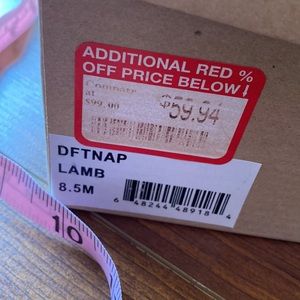 ADDITIONAL RED %
OFF PRICE BELOW↓
Compare
at
$99.00
$59.94
DFTNAP
LAMB
8.5M
6 48244 48918 4
10